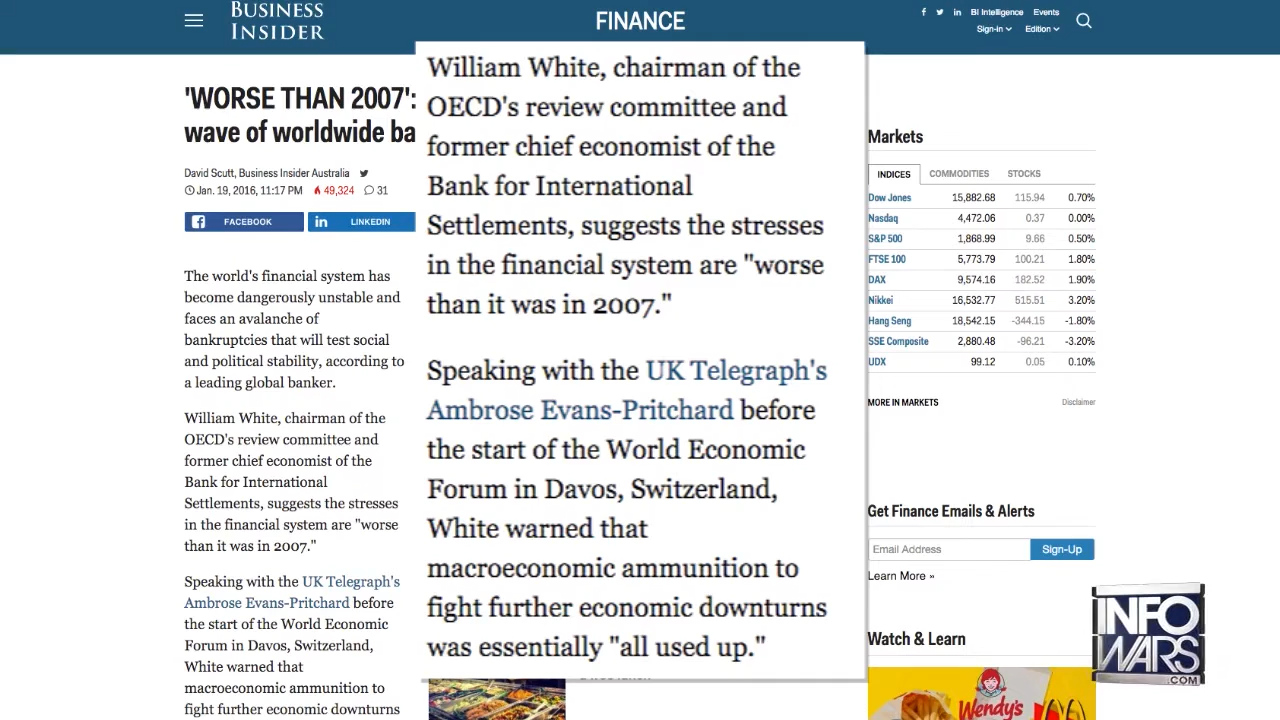 BUSINESS
INSIDER
FINANCE
BI Intelligence Events
Sign-in Edition
'WORSE THAN 2007':
wave of worldwide ba
David Scutt, Business Insider Australia
Jan. 19, 2016, 11:17 PM 49,324 31
FACEBOOK LINKEDIN
The world's financial system has
become dangerously unstable and
faces an avalanche of
bankruptcies that will test social
and political stability, according to
a leading global banker.
William White, chairman of the
OECD's review committee and
former chief economist of the
Bank for International
Settlements, suggests the stresses
in the financial system are "worse
than it was in 2007."
Speaking with the UK Telegraph's
Ambrose Evans-Pritchard before
the start of the World Economic
Forum in Davos, Switzerland,
White warned that
macroeconomic ammunition to
fight further economic downturns
William White, chairman of the
OECD's review committee and
former chief economist of the
Bank for International
Settlements, suggests the stresses
in the financial system are "worse
than it was in 2007."
Speaking with the UK Telegraph's
Ambrose Evans-Pritchard before
the start of the World Economic
Forum in Davos, Switzerland,
White warned that
macroeconomic ammunition to
fight further economic downturns
was essentially "all used up."
Markets
INDICES COMMODITIES STOCKS
Dow Jones 15,882.68 115.94 0.70%
Nasdaq 4,472.06 0.37 0.00%
S&P 500 1,868.99 9.66 0.50%
FTSE 100 5,773.79 100.21 1.80%
DAX 9,574.16 182.52 1.90%
Nikkei 16,532.77 515.51 3.20%
Hang Seng 18,542.15 -344.15 -1.80%
SSE Composite 2,880.48 -96.21 -3.20%
UDX 99.12 0.05 0.10%
MORE IN MARKETS Disclaimer
Get Finance Emails & Alerts
Email Address Sign-Up
Learn More »
Watch & Learn
Wendy's
INFO
WARS
.COM